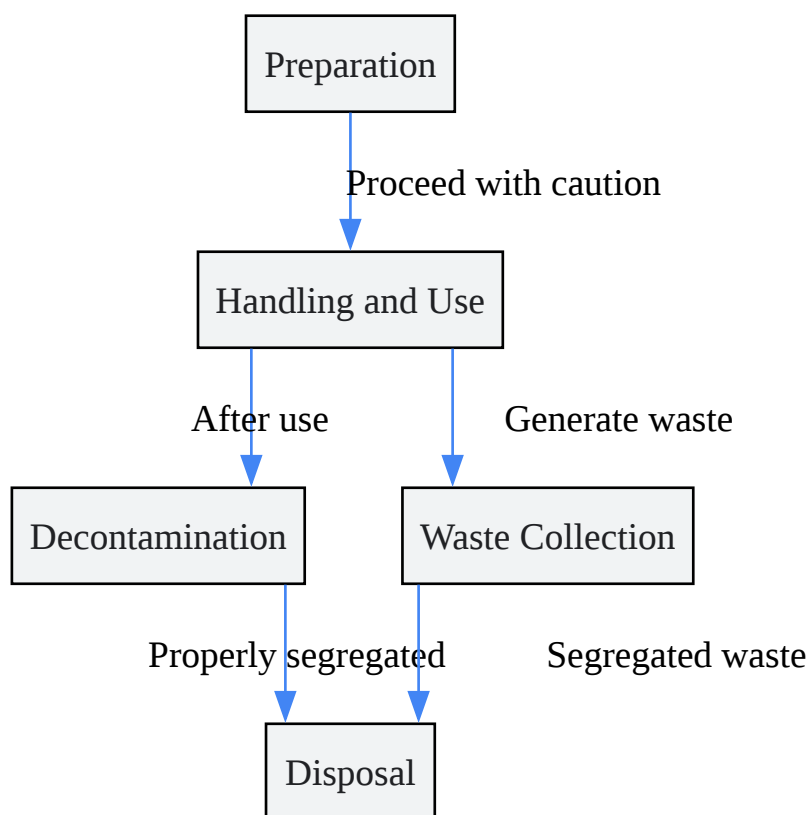 Preparation
Proceed with caution
Handling and Use
After use
Generate waste
Decontamination
Waste Collection
Properly segregated
Segregated waste
Disposal